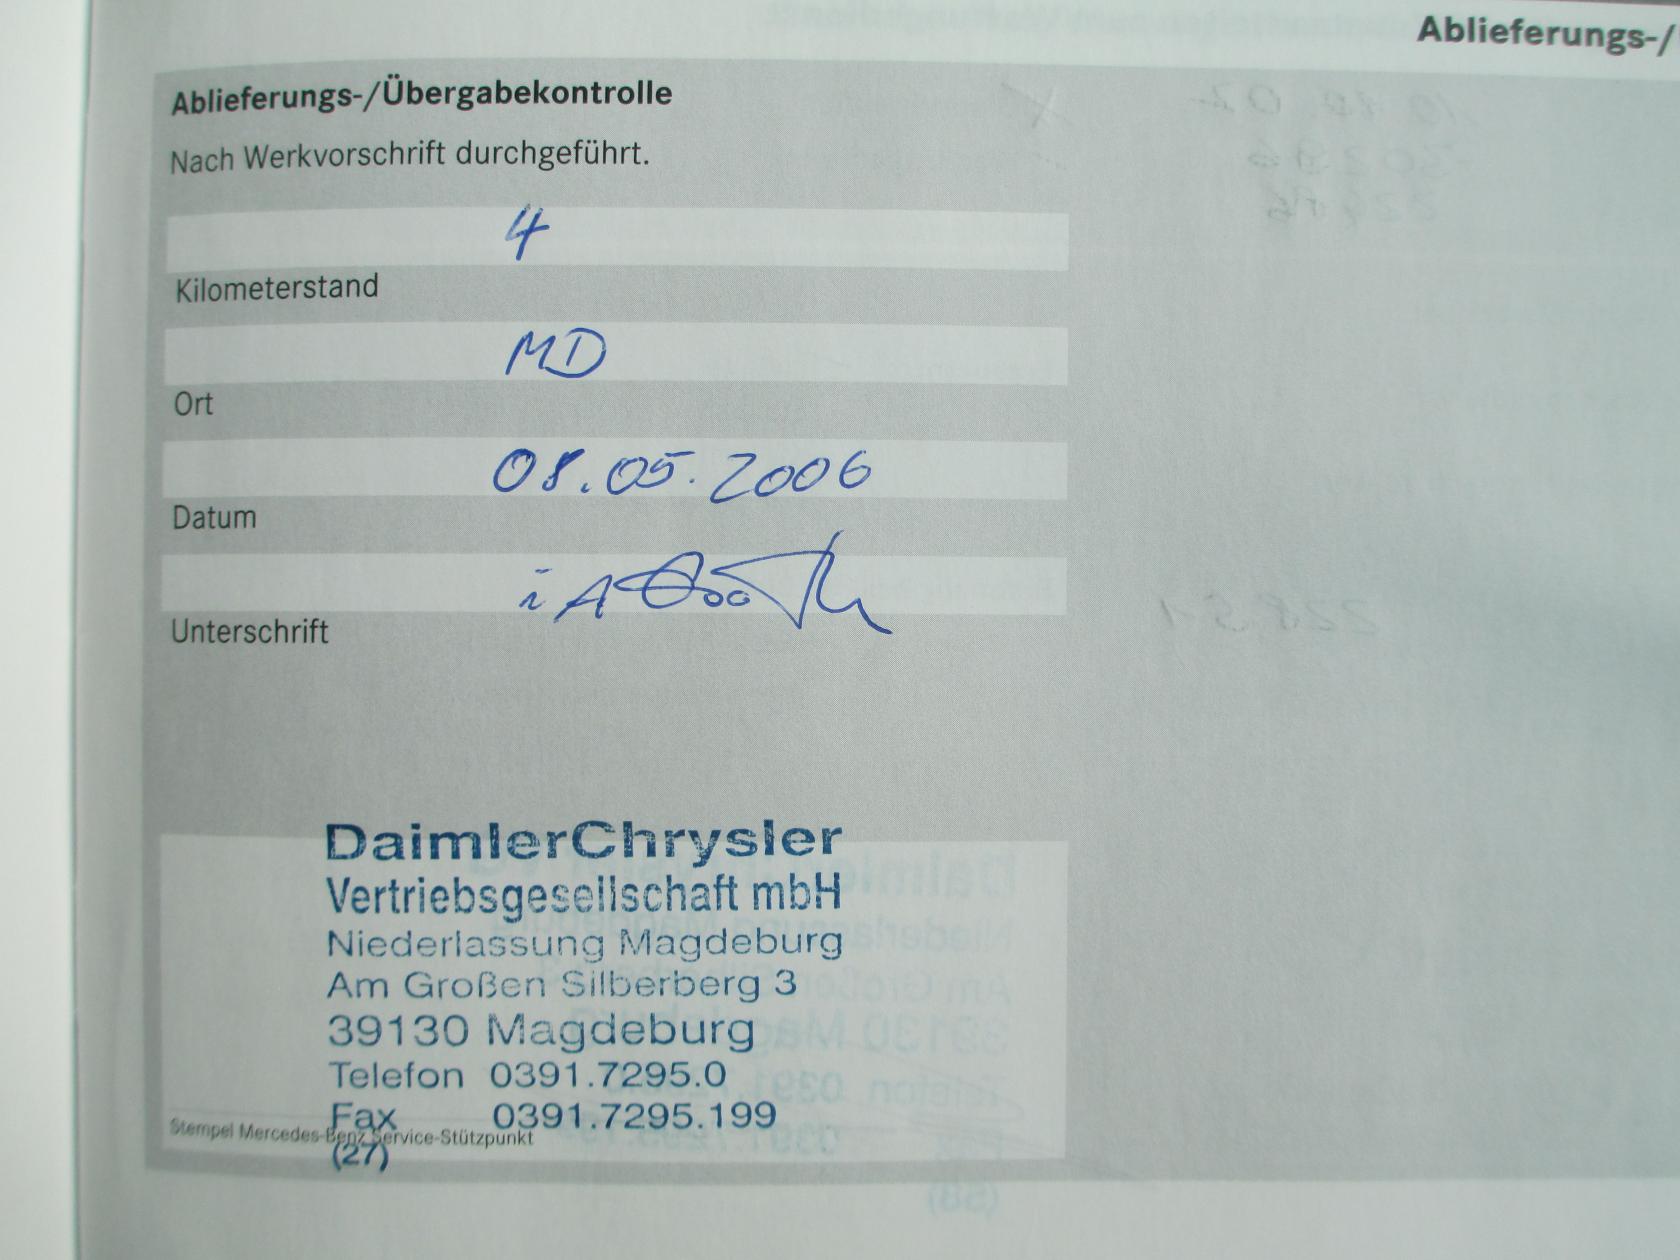 Ablieferungs-/
Ablieferungs-/Übergabekontrolle
Nach Werkvorschrift durchgeführt.
4
Kilometerstand
MD
Ort
08.05.2006
Datum
i A
Unterschrift
DaimlerChrysler
Vertriebsgesellschaft mbH
Niederlassung Magdeburg
Am Großen Silberberg 3
39130 Magdeburg
Telefon 0391.7295.0
Fax 0391.7295.199
Stempel Mercedes-Benz Service-Stützpunkt
(27)